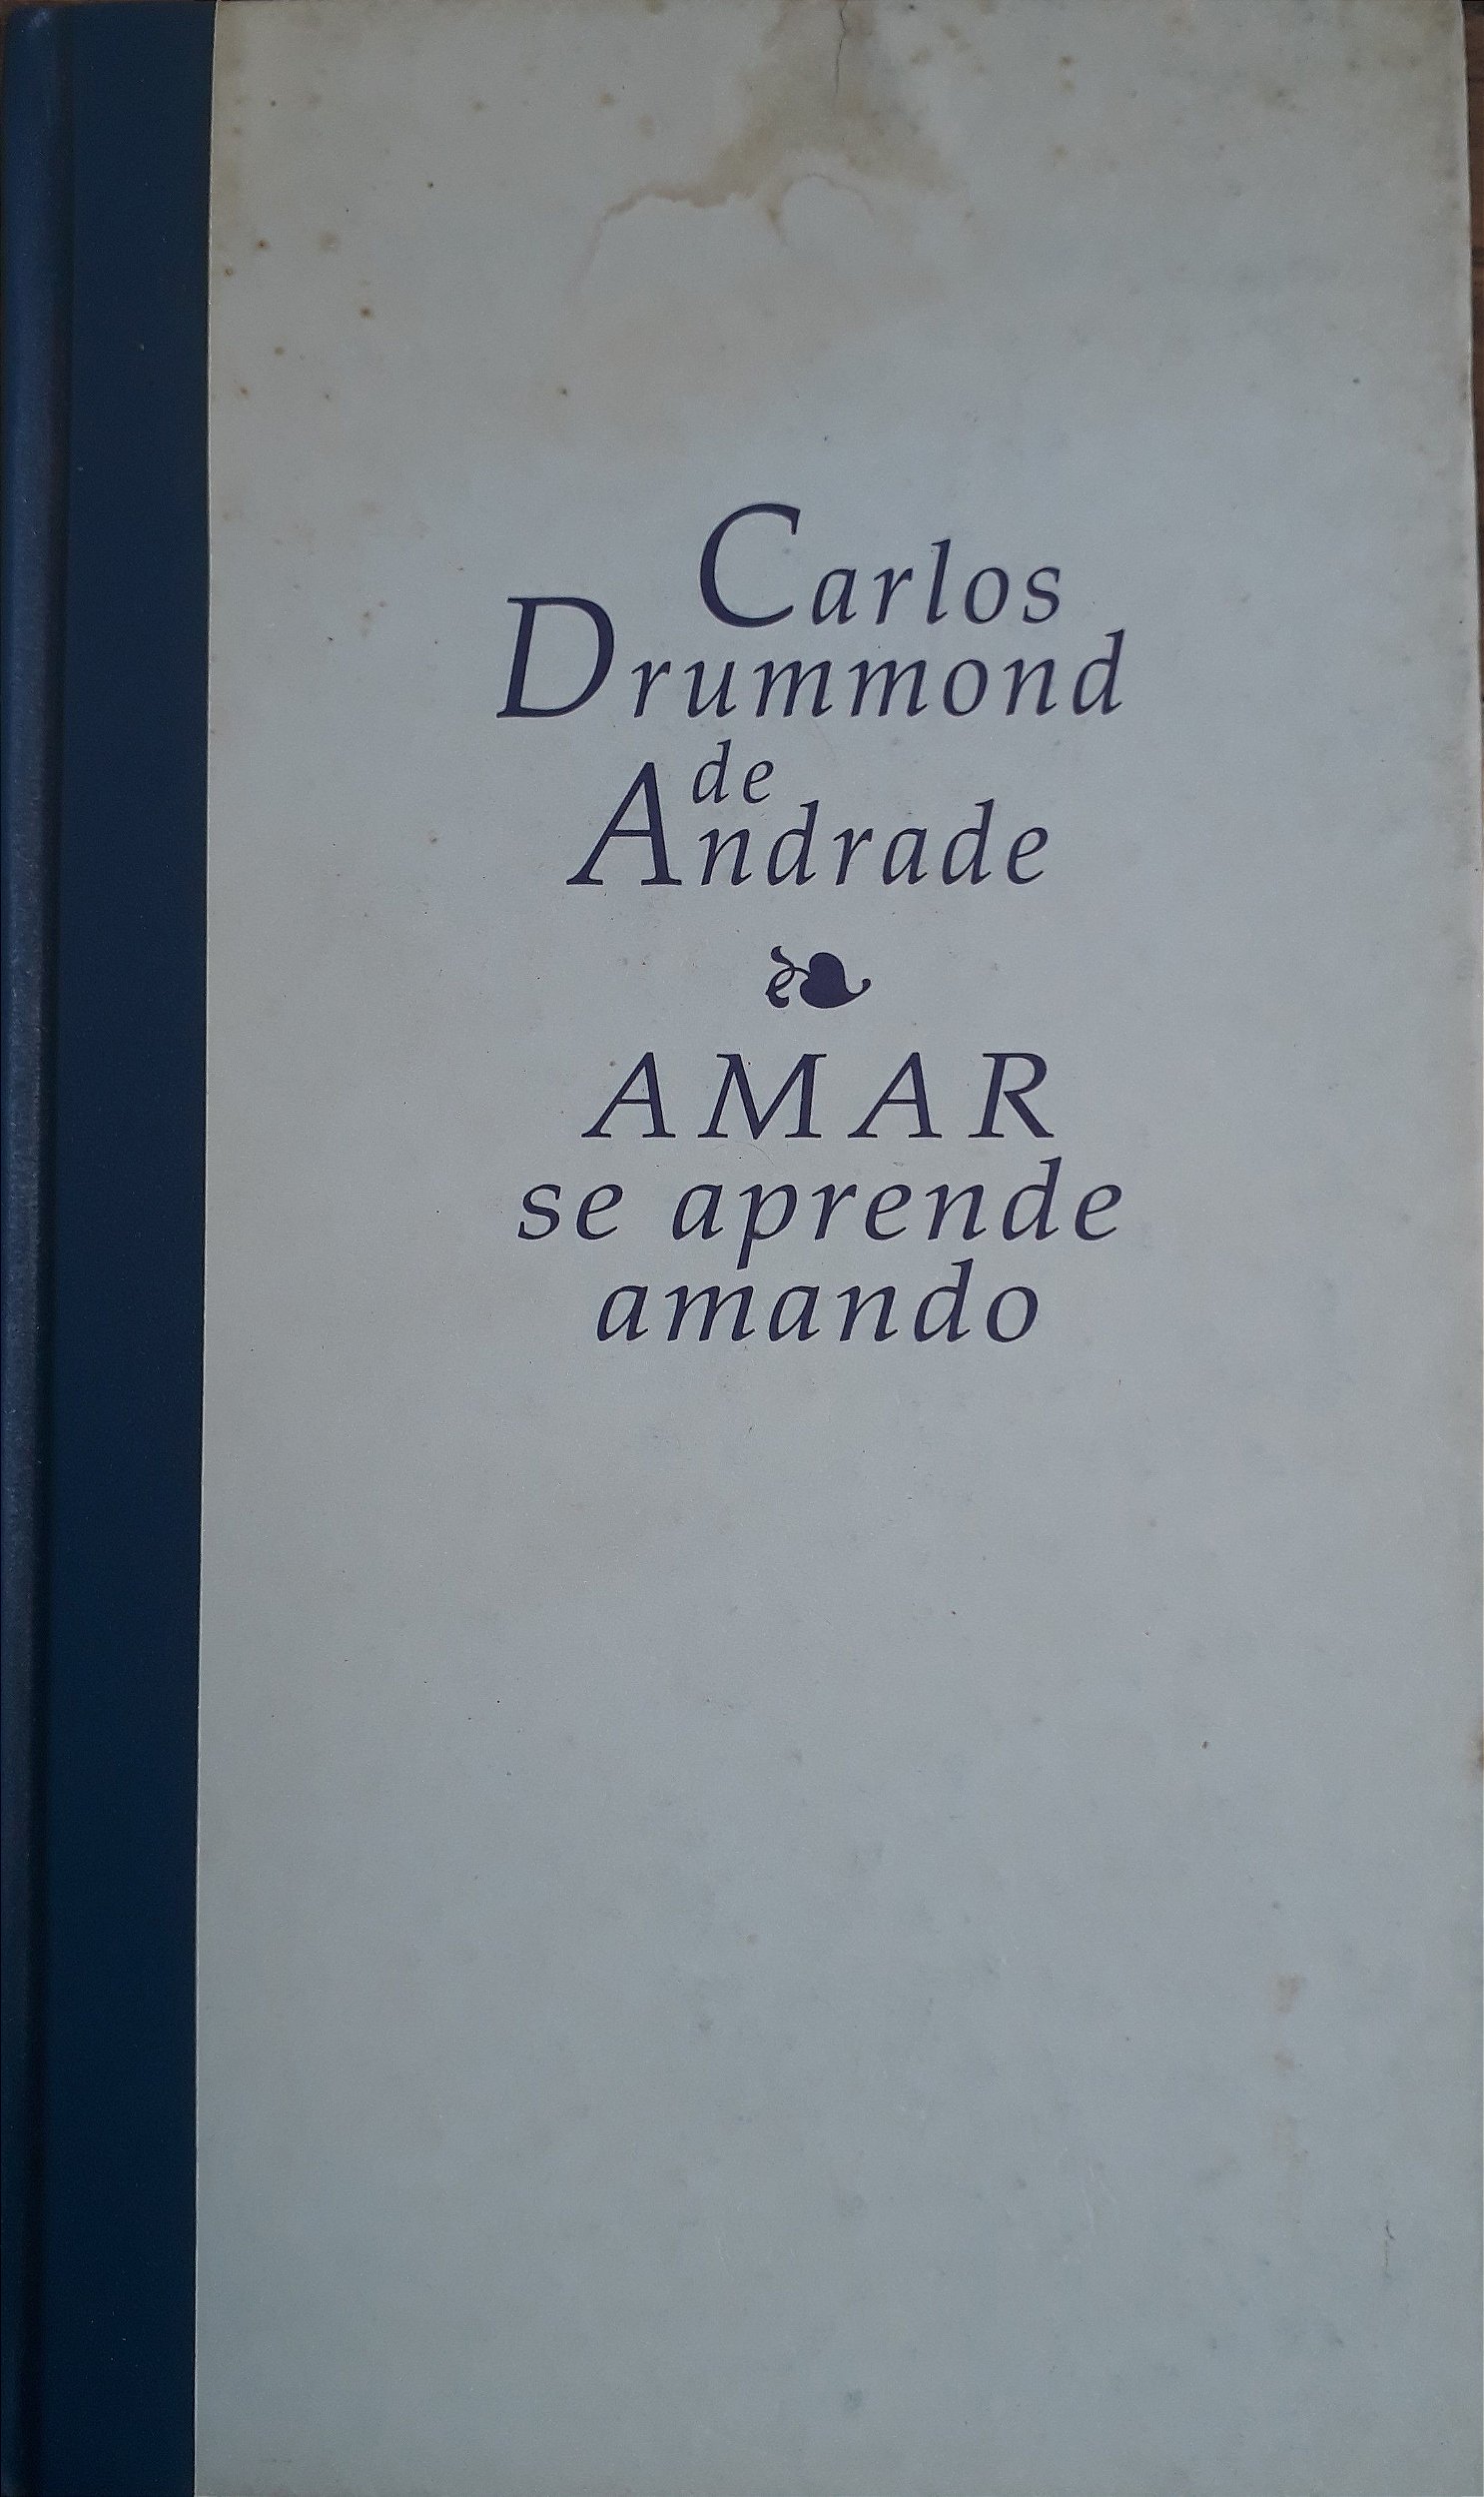 Carlos
Drummond
de
Andrade
AMAR
se aprende
amando